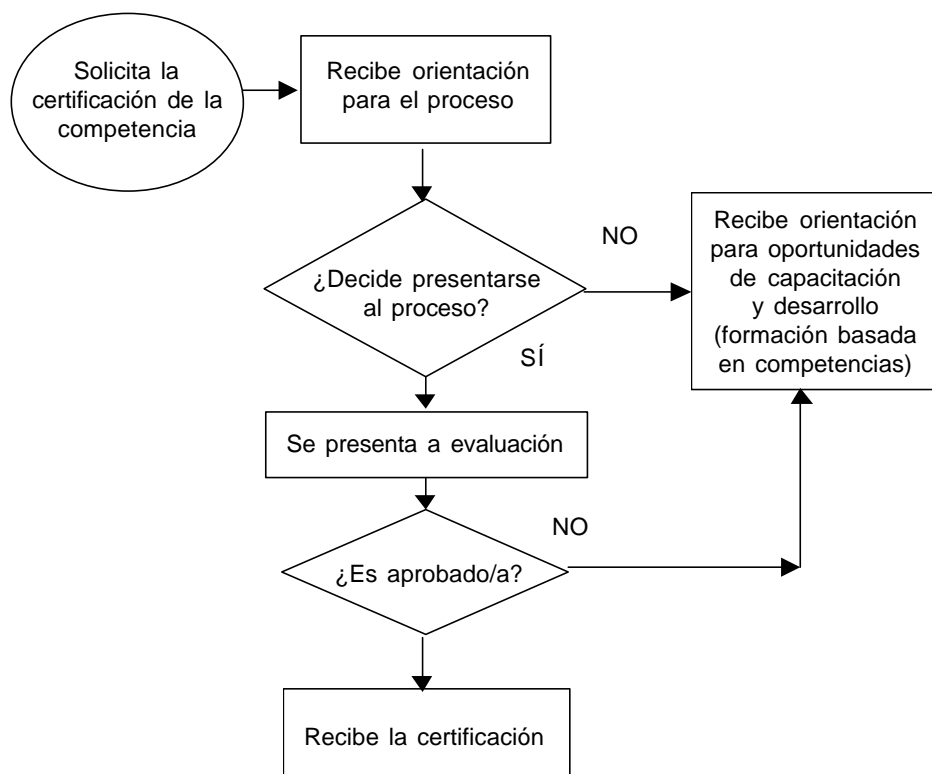 Solicita la
certificación de la
competencia
Recibe orientación
para el proceso
¿Decide presentarse
al proceso?
NO
Recibe orientación
para oportunidades
de capacitación
y desarrollo
(formación basada
en competencias)
SÍ
Se presenta a evaluación
¿Es aprobado/a?
NO
Recibe la certificación